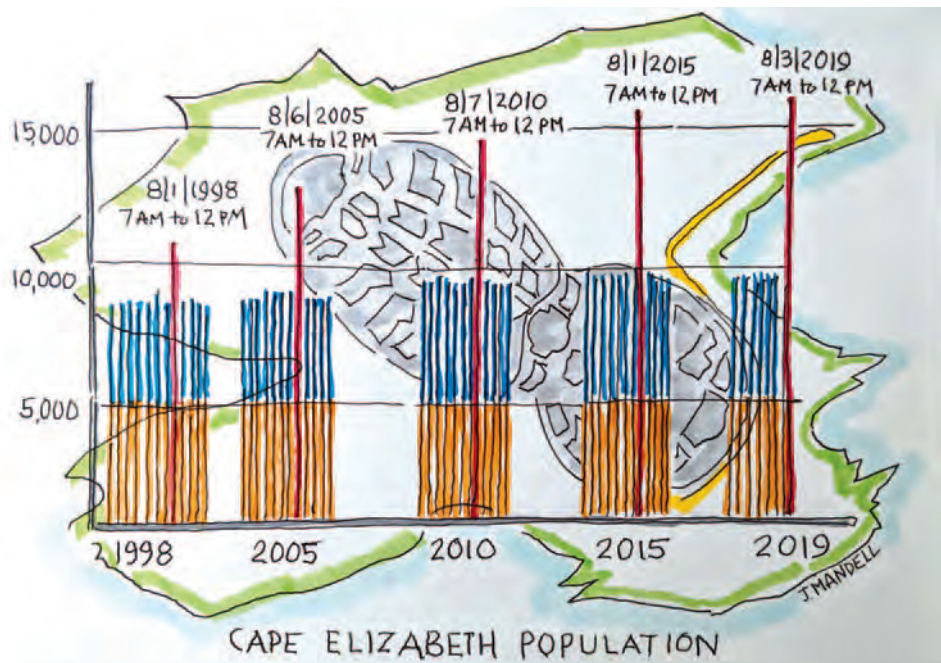 8/1/2015
7AM to 12 PM
8/3/2019
7AM to 12 PM
8/7/2010
7AM to 12 PM
8/6/2005
7AM to 12 PM
8/1/1998
7AM to 12 PM
15,000
10,000
5,000
1998
2005
2010
2015
2019
J. MANDELL
CAPE ELIZABETH POPULATION